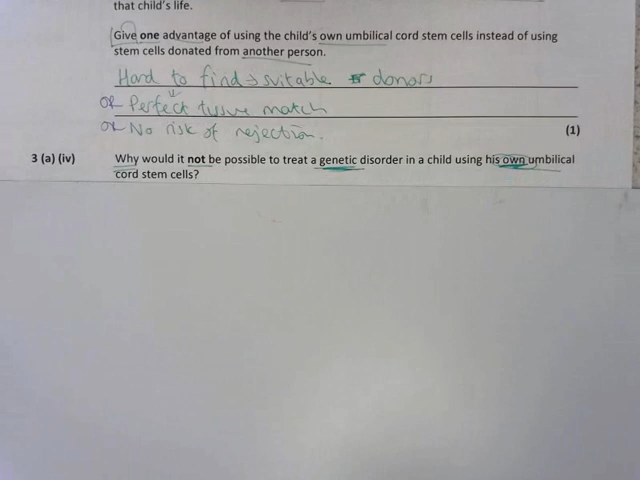 that child's life.
Give one advantage of using the child's own umbilical cord stem cells instead of using
stem cells donated from another person.
Hard to find suitable donors
OR Perfect tissue match
OR No risk of rejection.
(1)
3 (a) (iv) Why would it not be possible to treat a genetic disorder in a child using his own umbilical
cord stem cells?